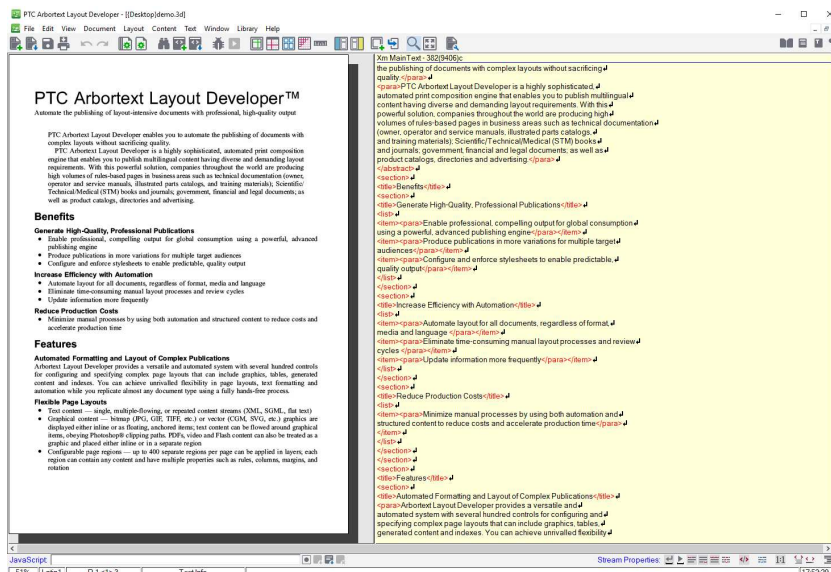 PTC Arbortext Layout Developer - [(Desktop)demo.3d]
File Edit View Document Layout Content Text Window Library Help
PTC Arbortext Layout Developer™
Automate the publishing of layout-intensive documents with professional, high-quality output
PTC Arbortext Layout Developer enables you to automate the publishing of documents with
complex layouts without sacrificing quality.
PTC Arbortext Layout Developer is a highly sophisticated, automated print composition
engine that enables you to publish multilingual content having diverse and demanding layout
requirements. With this powerful solution, companies throughout the world are producing
high volumes of rules-based pages in business areas such as technical documentation (owner,
operator and service manuals, illustrated parts catalogs, and training materials); Scientific/
Technical/Medical (STM) books and journals; government, financial and legal documents; as
well as product catalogs, directories and advertising.
Benefits
Generate High-Quality, Professional Publications
• Enable professional, compelling output for global consumption using a powerful, advanced
publishing engine
• Produce publications in more variations for multiple target audiences
• Configure and enforce stylesheets to enable predictable, quality output
Increase Efficiency with Automation
• Automate layout for all documents, regardless of format, media and language
• Eliminate time-consuming manual layout processes and review cycles
• Update information more frequently
Reduce Production Costs
• Minimize manual processes by using both automation and structured content to reduce costs and
accelerate production time
Features
Automated Formatting and Layout of Complex Publications
Arbortext Layout Developer provides a versatile and automated system with several hundred controls
for configuring and specifying complex page layouts that can include graphics, tables, generated
content and indexes. You can achieve unrivalled flexibility in page layouts, text formatting and
automation while you replicate almost any document type using a fully hands-free process.
Flexible Page Layouts
• Text content — single, multiple-flowing, or repeated content streams (XML, SGML, flat text)
• Graphical content — bitmap (JPG, GIF, TIFF, etc.) or vector (CGM, SVG, etc.) graphics are
displayed either inline or as floating, anchored items; text content can be flowed around graphical
items, obeying Photoshop® clipping paths. PDFs, video and Flash content can also be treated as a
graphic and placed either inline or in a separate region
• Configurable page regions — up to 400 separate regions per page can be applied in layers; each
region can contain any content and have multiple properties such as rules, columns, margins, and
rotation
Xm MainText - 382(9406)c
the publishing of documents with complex layouts without sacrificing
quality.</para>
<para>PTC Arbortext Layout Developer is a highly sophisticated,
automated print composition engine that enables you to publish multilingual
content having diverse and demanding layout requirements. With this
powerful solution, companies throughout the world are producing high
volumes of rules-based pages in business areas such as technical documentation
(owner, operator and service manuals, illustrated parts catalogs,
and training materials); Scientific/Technical/Medical (STM) books
and journals; government, financial and legal documents; as well as
product catalogs, directories and advertising.</para>
</abstract>
<section>
<title>Benefits</title>
<section>
<title>Generate High-Quality, Professional Publications</title>
<list>
<item><para>Enable professional, compelling output for global consumption
using a powerful, advanced publishing engine</para></item>
<item><para>Produce publications in more variations for multiple target
audiences</para></item>
<item><para>Configure and enforce stylesheets to enable predictable,
quality output</para></item>
</list>
</section>
<section>
<title>Increase Efficiency with Automation</title>
<list>
<item><para>Automate layout for all documents, regardless of format,
media and language </para></item>
<item><para>Eliminate time-consuming manual layout processes and review
cycles </para></item>
<item><para>Update information more frequently</para></item>
</list>
</section>
<section>
<title>Reduce Production Costs</title>
<list>
<item><para>Minimize manual processes by using both automation and
structured content to reduce costs and accelerate production time</para>
</item>
</list>
</section>
</section>
<section>
<title>Features</title>
<section>
<title>Automated Formatting and Layout of Complex Publications</title>
<para>Arbortext Layout Developer provides a versatile and
automated system with several hundred controls for configuring and
specifying complex page layouts that can include graphics, tables,
generated content and indexes. You can achieve unrivalled flexibility
JavaScript
Stream Properties: